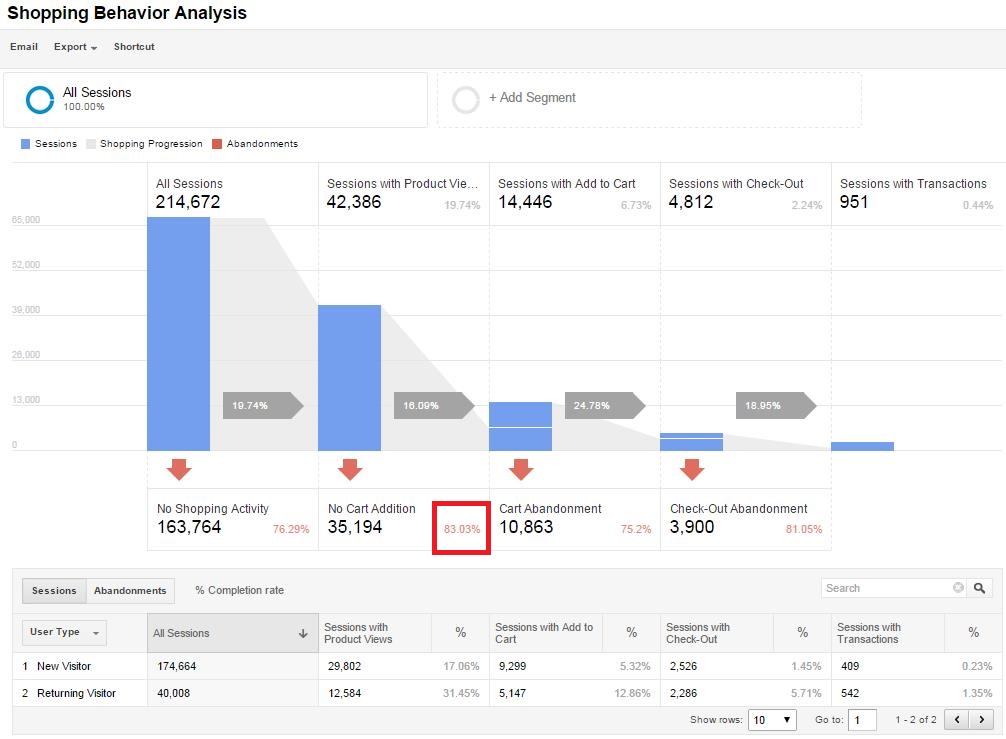 Shopping Behavior Analysis
Email Export Shortcut
All Sessions
100.00%
+ Add Segment
Sessions Shopping Progression Abandonments
All Sessions
214,672
Sessions with Product Vie...
42,386 19.74%
Sessions with Add to Cart
14,446 6.73%
Sessions with Check-Out
4,812 2.24%
Sessions with Transactions
951 0.44%
65,000
52,000
39,000
26,000
13,000
0
19.74%
16.09%
24.78%
18.95%
No Shopping Activity
163,764 76.29%
No Cart Addition
35,194 83.03%
Cart Abandonment
10,863 75.2%
Check-Out Abandonment
3,900 81.05%
Sessions Abandonments % Completion rate
Search
User Type
All Sessions
Sessions with
Product Views
%
Sessions with Add to
Cart
%
Sessions with
Check-Out
%
Sessions with
Transactions
%
1 New Visitor 174,664 29,802 17.06% 9,299 5.32% 2,526 1.45% 409 0.23%
2 Returning Visitor 40,008 12,584 31.45% 5,147 12.86% 2,286 5.71% 542 1.35%
Show rows: 10 Go to: 1 1 - 2 of 2